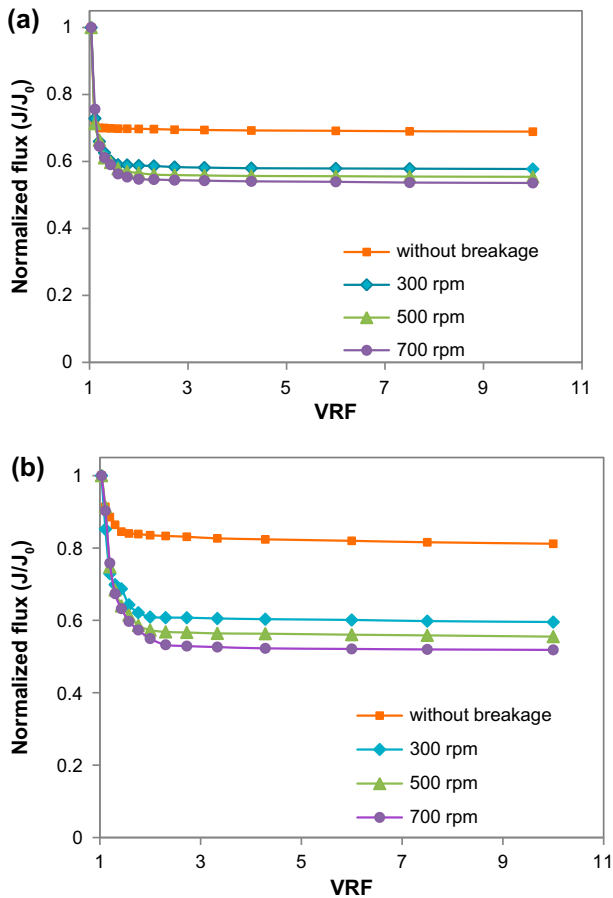 (a)
Normalized flux (J/J₀)
1
0.8
0.6
0.4
0.2
0
without breakage
300 rpm
500 rpm
700 rpm
1 3 5 7 9 11
VRF
(b)
Normalized flux (J/J₀)
1
0.8
0.6
0.4
0.2
0
without breakage
300 rpm
500 rpm
700 rpm
1 3 5 7 9 11
VRF